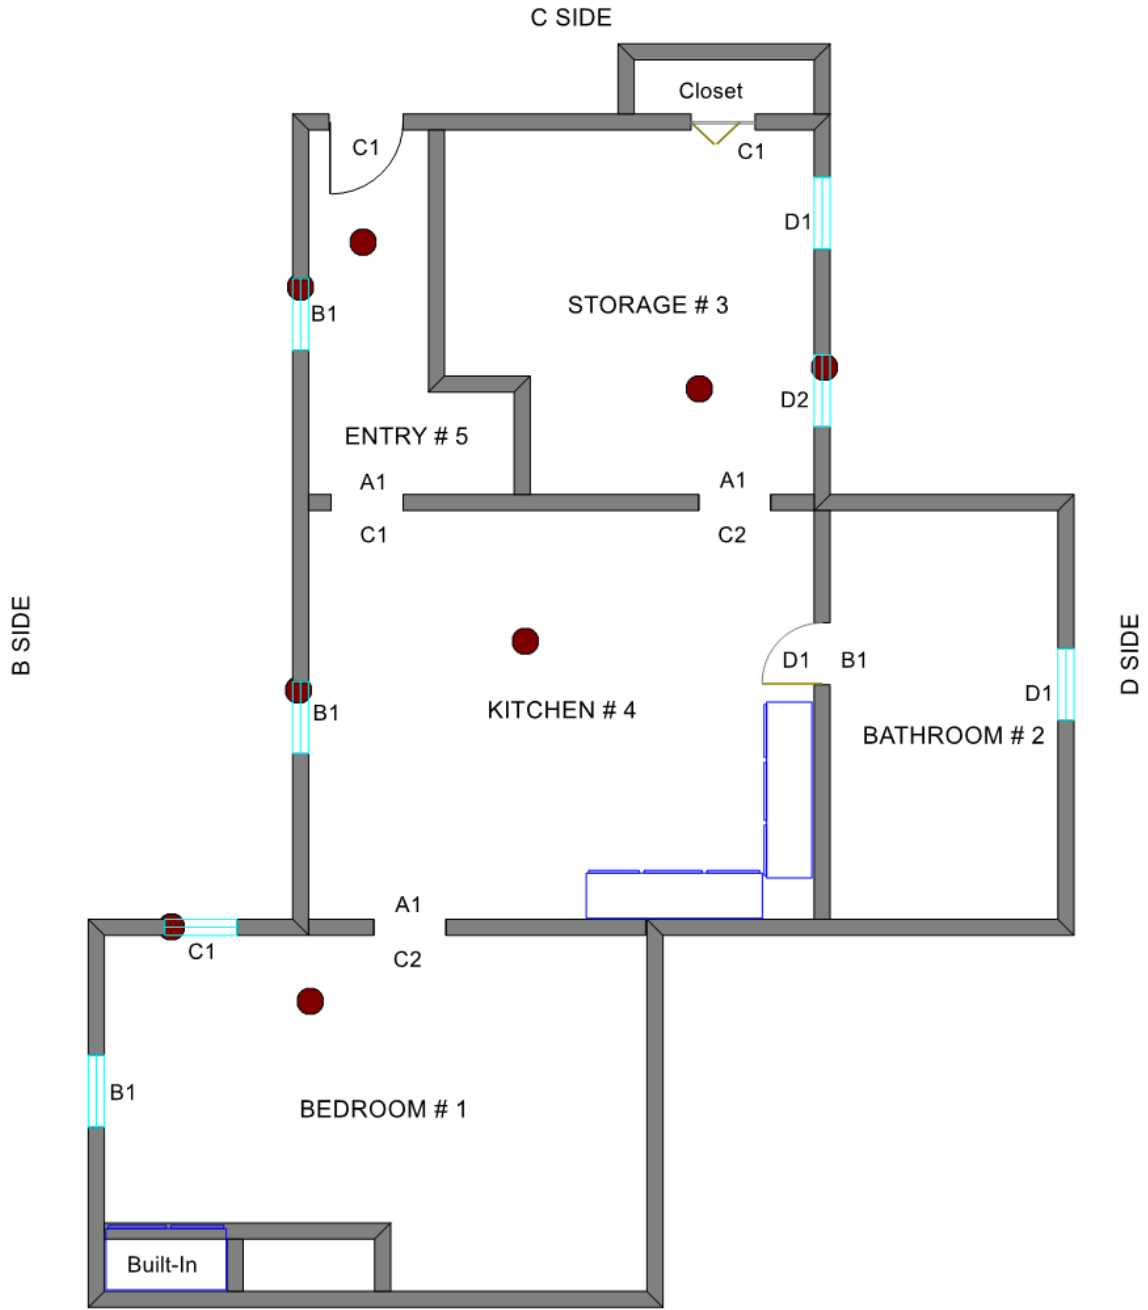 C SIDE
Closet
C1
C1
D1
B1
STORAGE # 3
D2
ENTRY # 5
A1
A1
C1
C2
B SIDE
D SIDE
D1
B1
D1
B1
KITCHEN # 4
BATHROOM # 2
A1
C1
C2
B1
BEDROOM # 1
Built-In